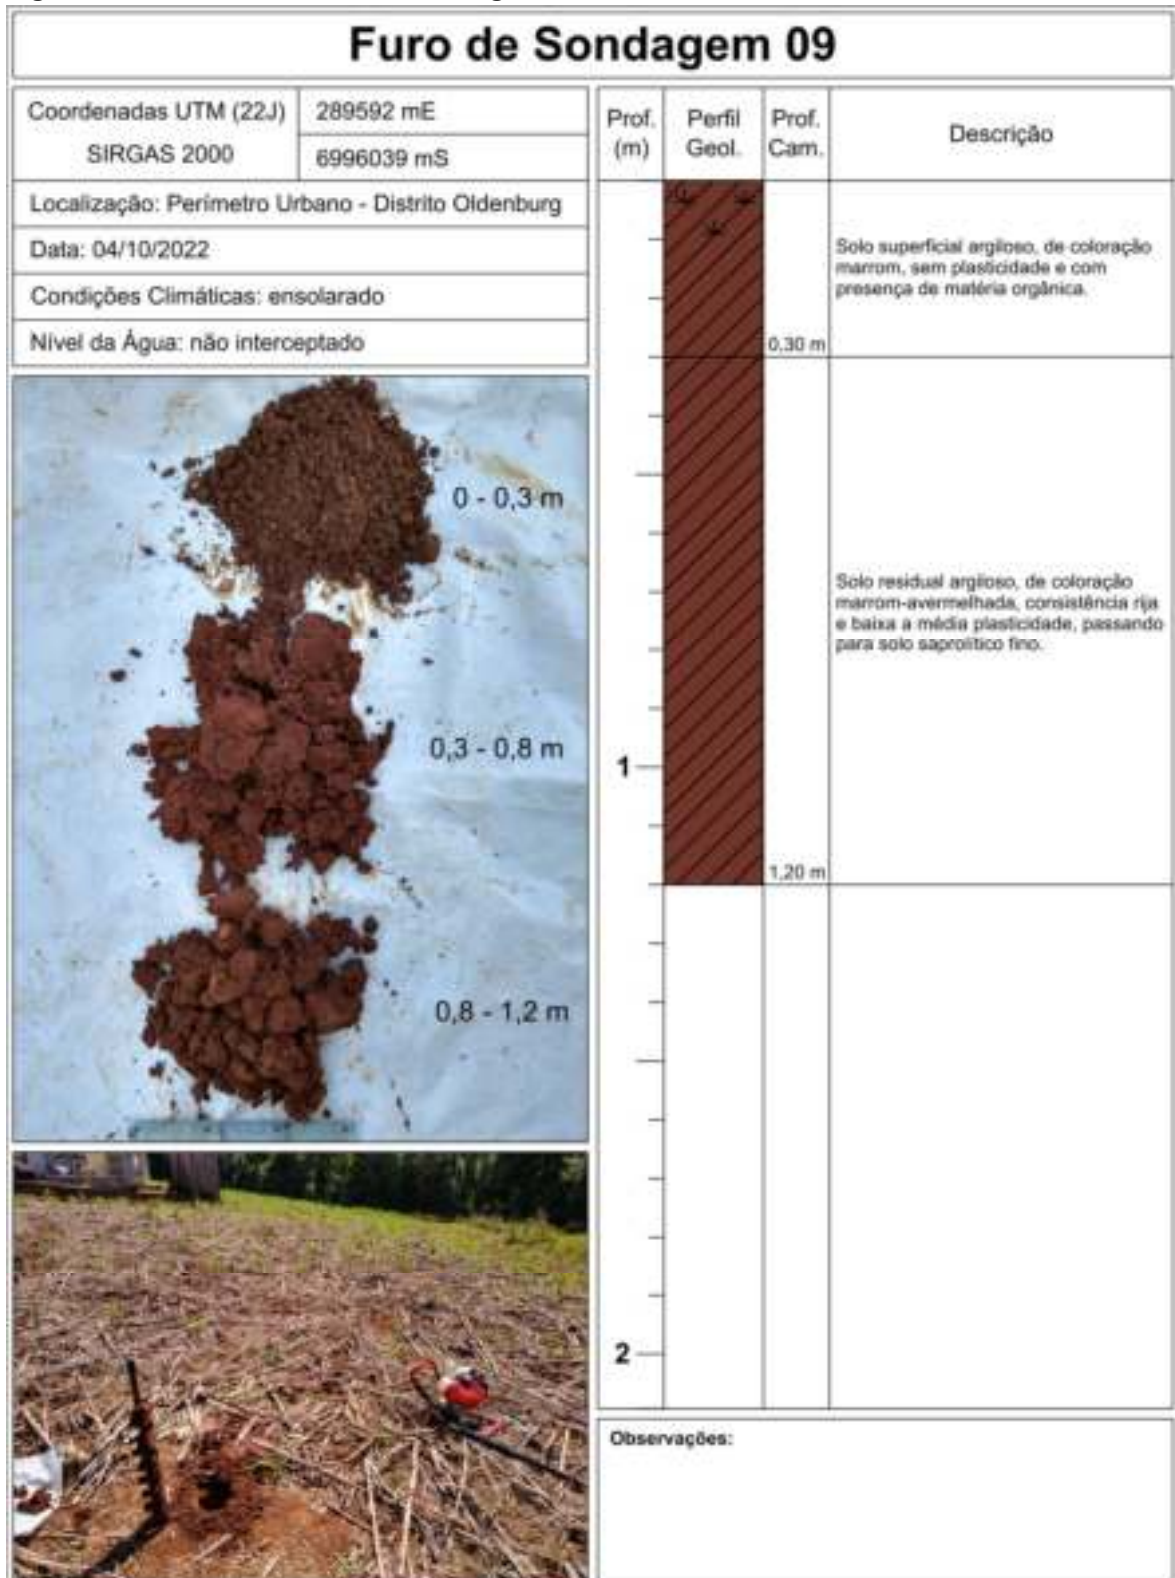 Furo de Sondagem 09
Coordenadas UTM (22J)
SIRGAS 2000
289592 mE
6996039 mS
Localização: Perímetro Urbano - Distrito Oldenburg
Data: 04/10/2022
Condições Climáticas: ensolarado
Nível da Água: não interceptado
0 - 0,3 m
0,3 - 0,8 m
0,8 - 1,2 m
Prof.
(m)
Perfil
Geol.
Prof.
Cam.
Descrição
Solo superficial argiloso, de coloração
marrom, sem plasticidade e com
presença de matéria orgânica.
0,30 m
Solo residual argiloso, de coloração
marrom-avermelhada, consistência rija
e baixa a média plasticidade, passando
para solo saprolítico fino.
1
1,20 m
2
Observações: